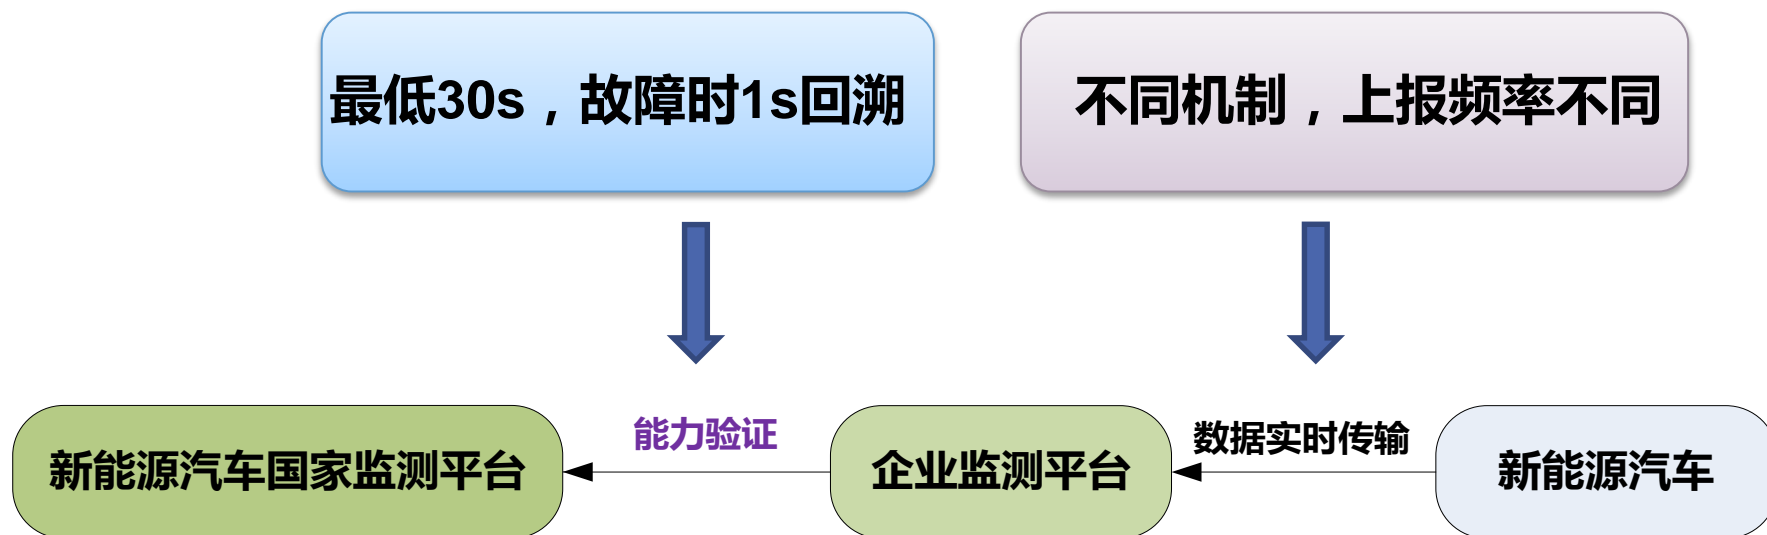 最低30s，故障时1s回溯
不同机制，上报频率不同
能力验证
数据实时传输
新能源汽车国家监测平台
企业监测平台
新能源汽车